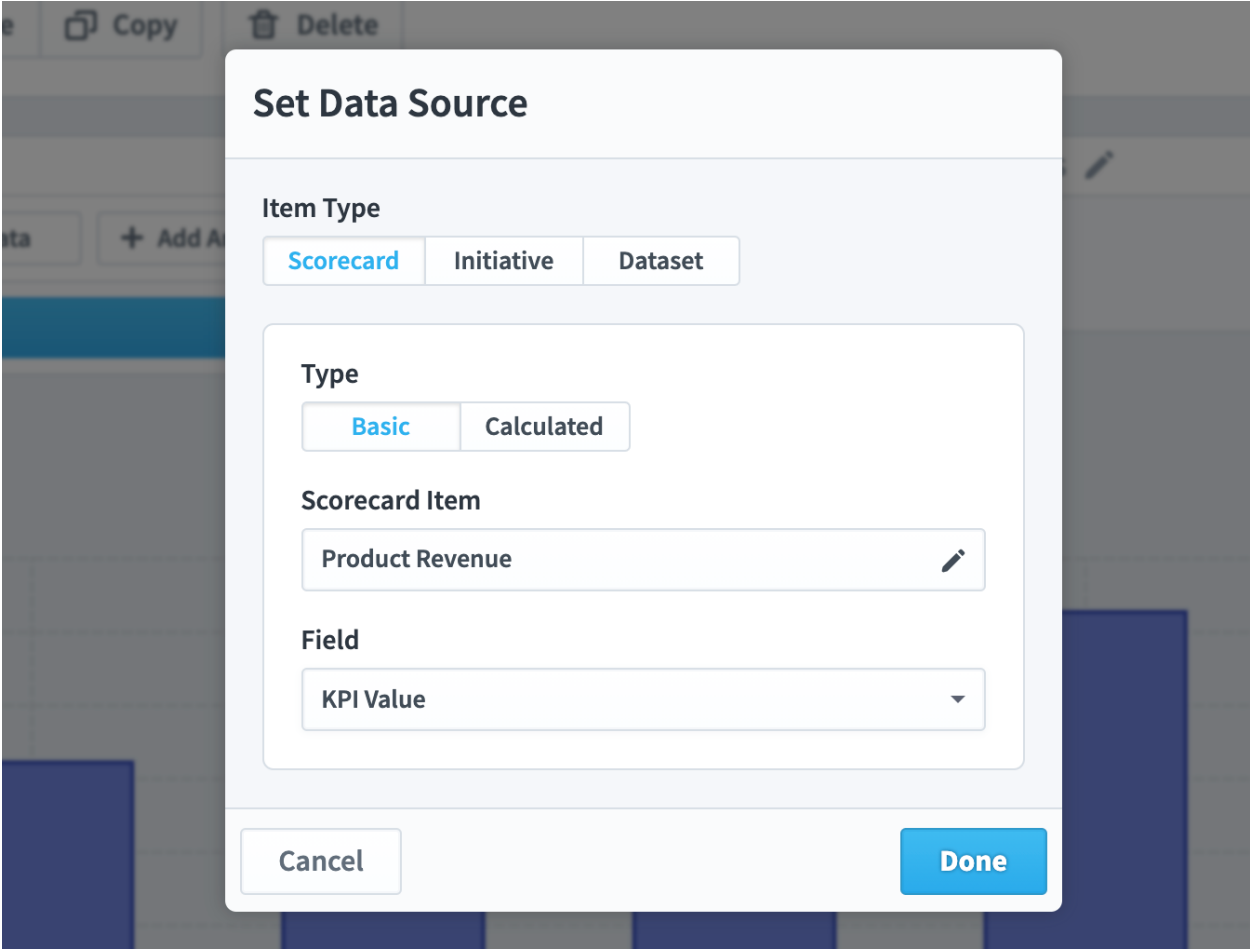 Copy Delete
Set Data Source
Item Type
Scorecard Initiative Dataset
Add
Type
Basic Calculated
Scorecard Item
Product Revenue
Field
KPI Value
Cancel Done